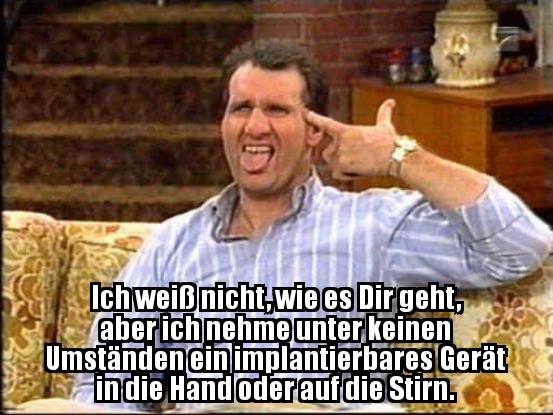 Ich weiß nicht, wie es Dir geht,
aber ich nehme unter keinen
Umständen ein implantierbares Gerät
in die Hand oder auf die Stirn.